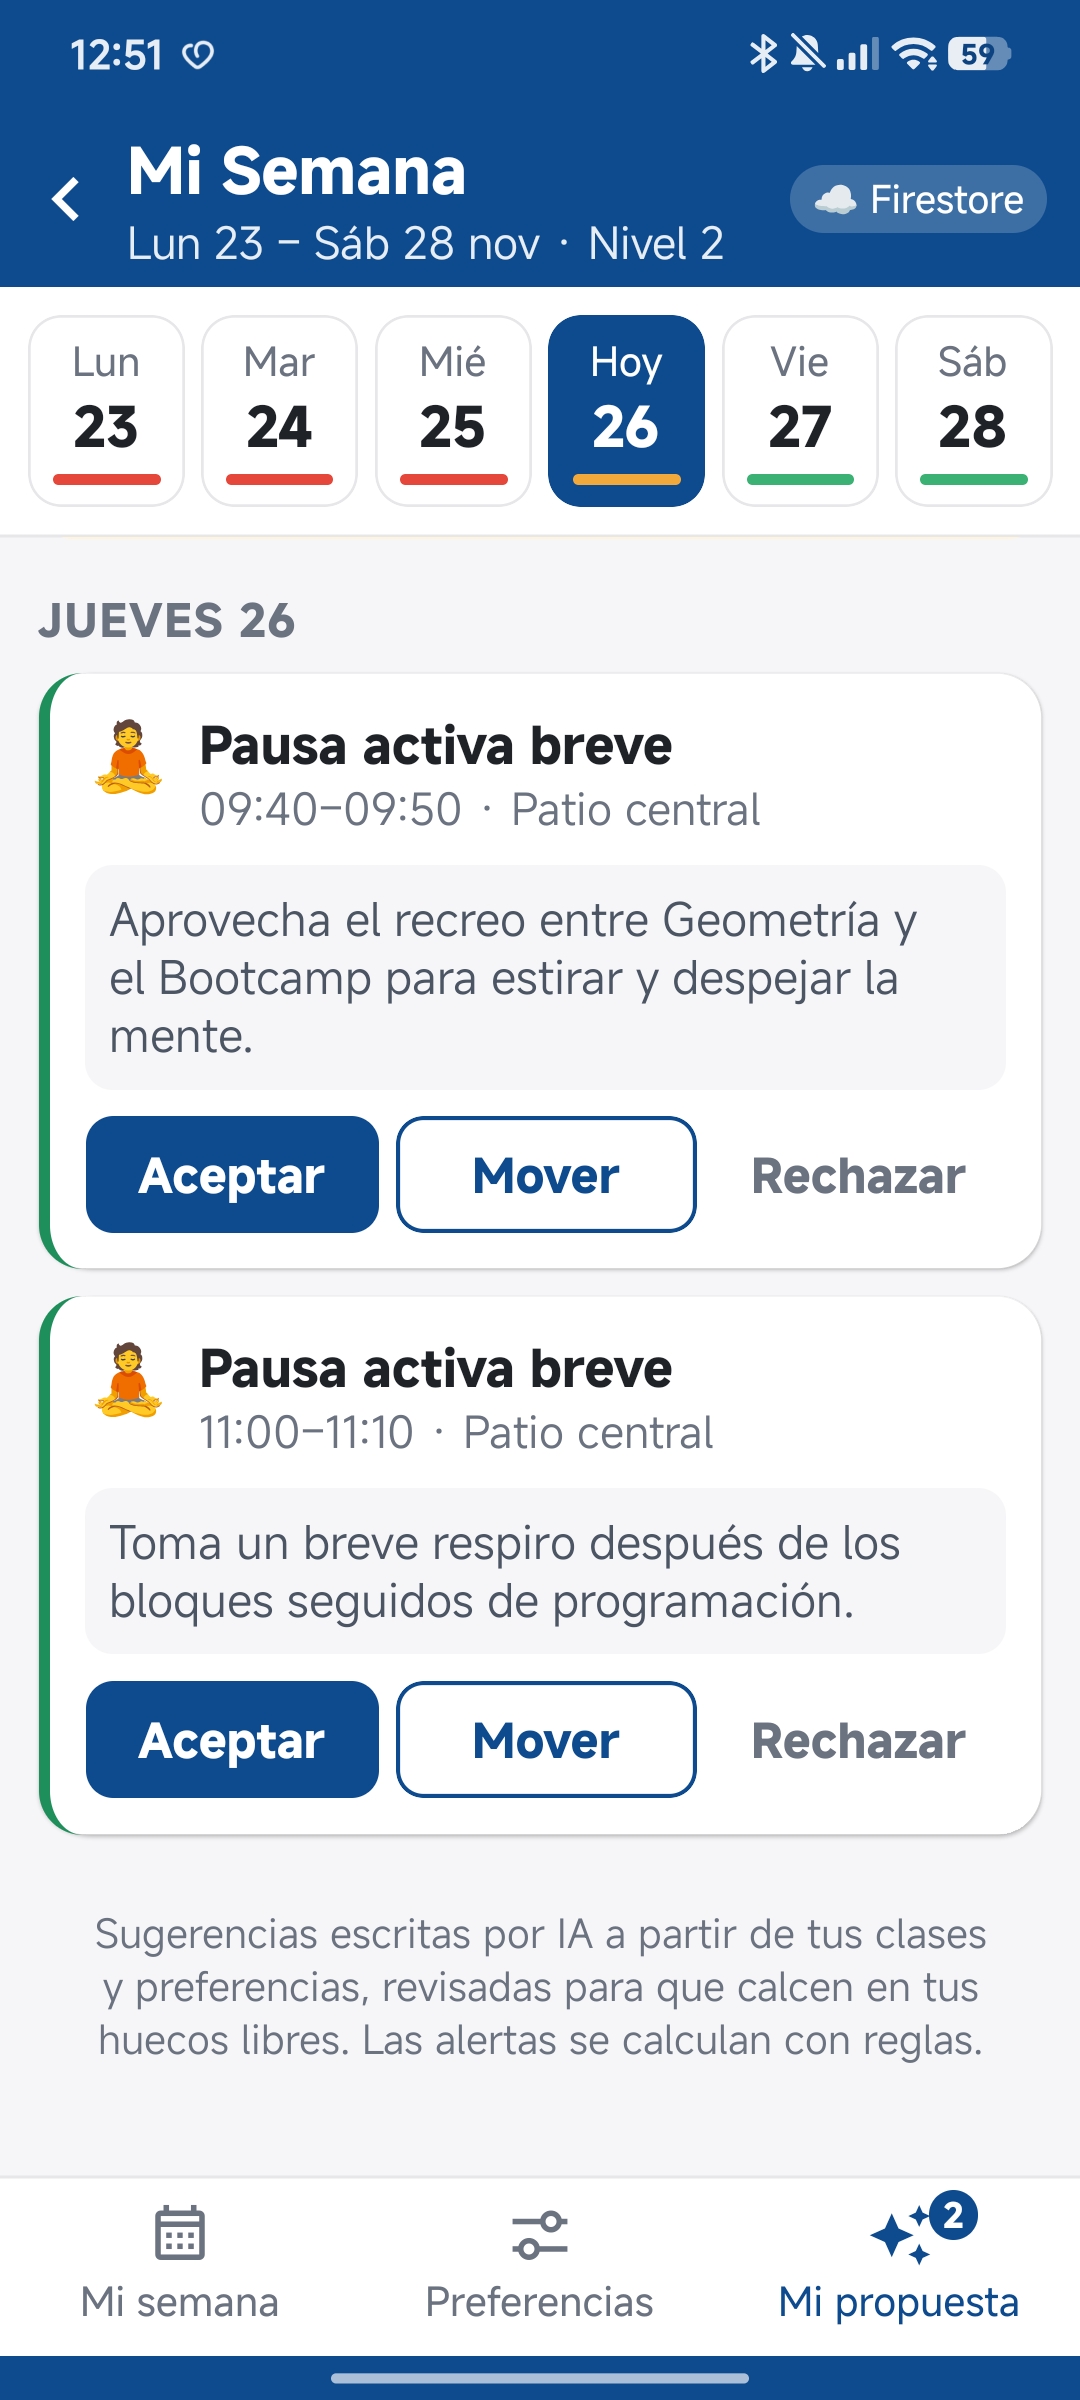 12:51
59
Mi Semana
Lun 23 – Sáb 28 nov · Nivel 2
Firestore
Lun Mar Mié Hoy Vie Sáb
23 24 25 26 27 28
JUEVES 26
Pausa activa breve
09:40–09:50 · Patio central
Aprovecha el recreo entre Geometría y
el Bootcamp para estirar y despejar la
mente.
Aceptar Mover Rechazar
Pausa activa breve
11:00–11:10 · Patio central
Toma un breve respiro después de los
bloques seguidos de programación.
Aceptar Mover Rechazar
Sugerencias escritas por IA a partir de tus clases
y preferencias, revisadas para que calcen en tus
huecos libres. Las alertas se calculan con reglas.
2
Mi semana Preferencias Mi propuesta